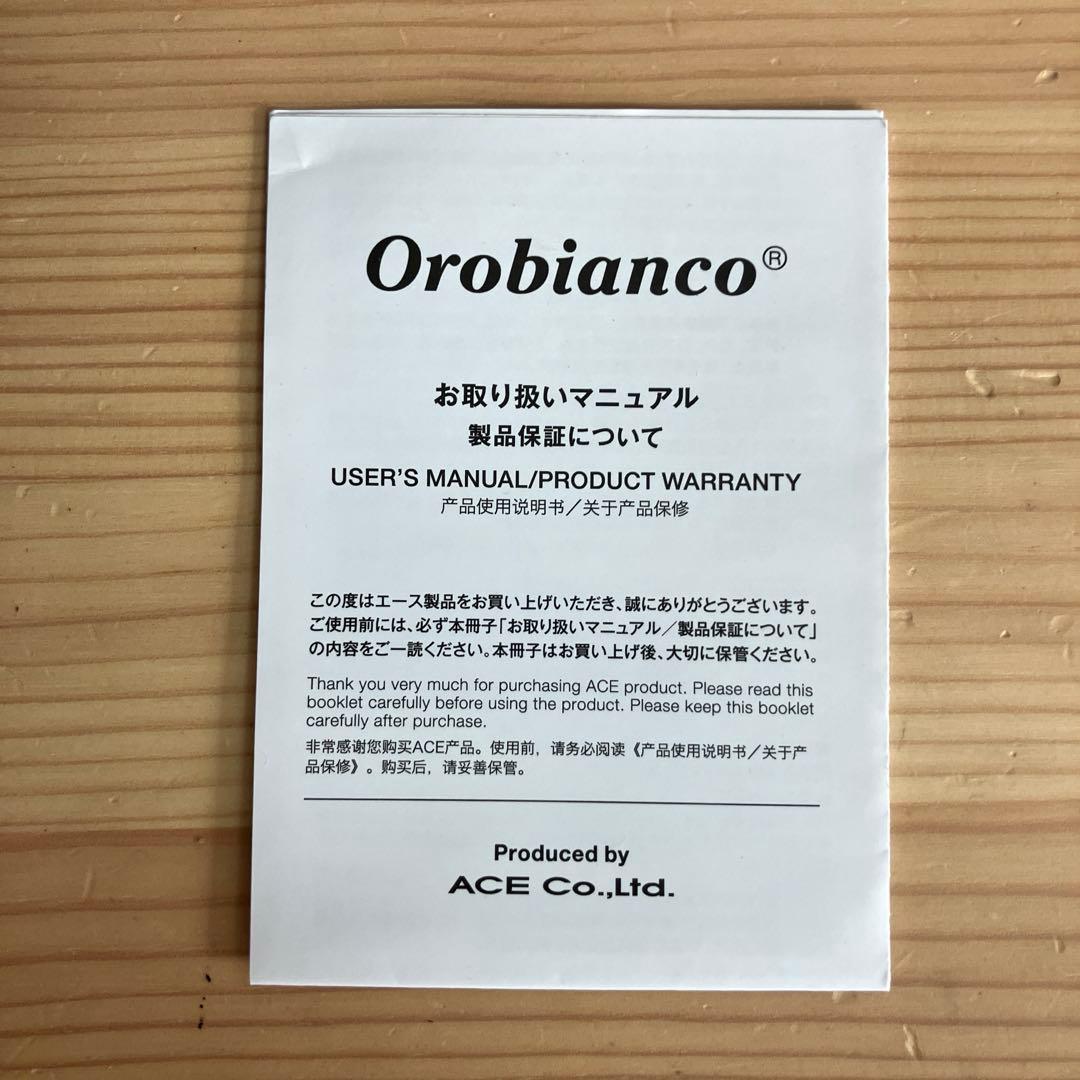 Orobianco®
お取り扱いマニュアル
製品保証について
USER'S MANUAL/PRODUCT WARRANTY
产品使用说明书／关于产品保修
この度はエース製品をお買い上げいただき、誠にありがとうございます。
ご使用前には、必ず本冊子「お取り扱いマニュアル／製品保証について」
の内容をご一読ください。本冊子はお買い上げ後、大切に保管ください。
Thank you very much for purchasing ACE product. Please read this
booklet carefully before using the product. Please keep this booklet
carefully after purchase.
非常感谢您购买ACE产品。使用前，请务必阅读《产品使用说明书／关于产
品保修》。购买后，请妥善保管。
Produced by
ACE Co.,Ltd.